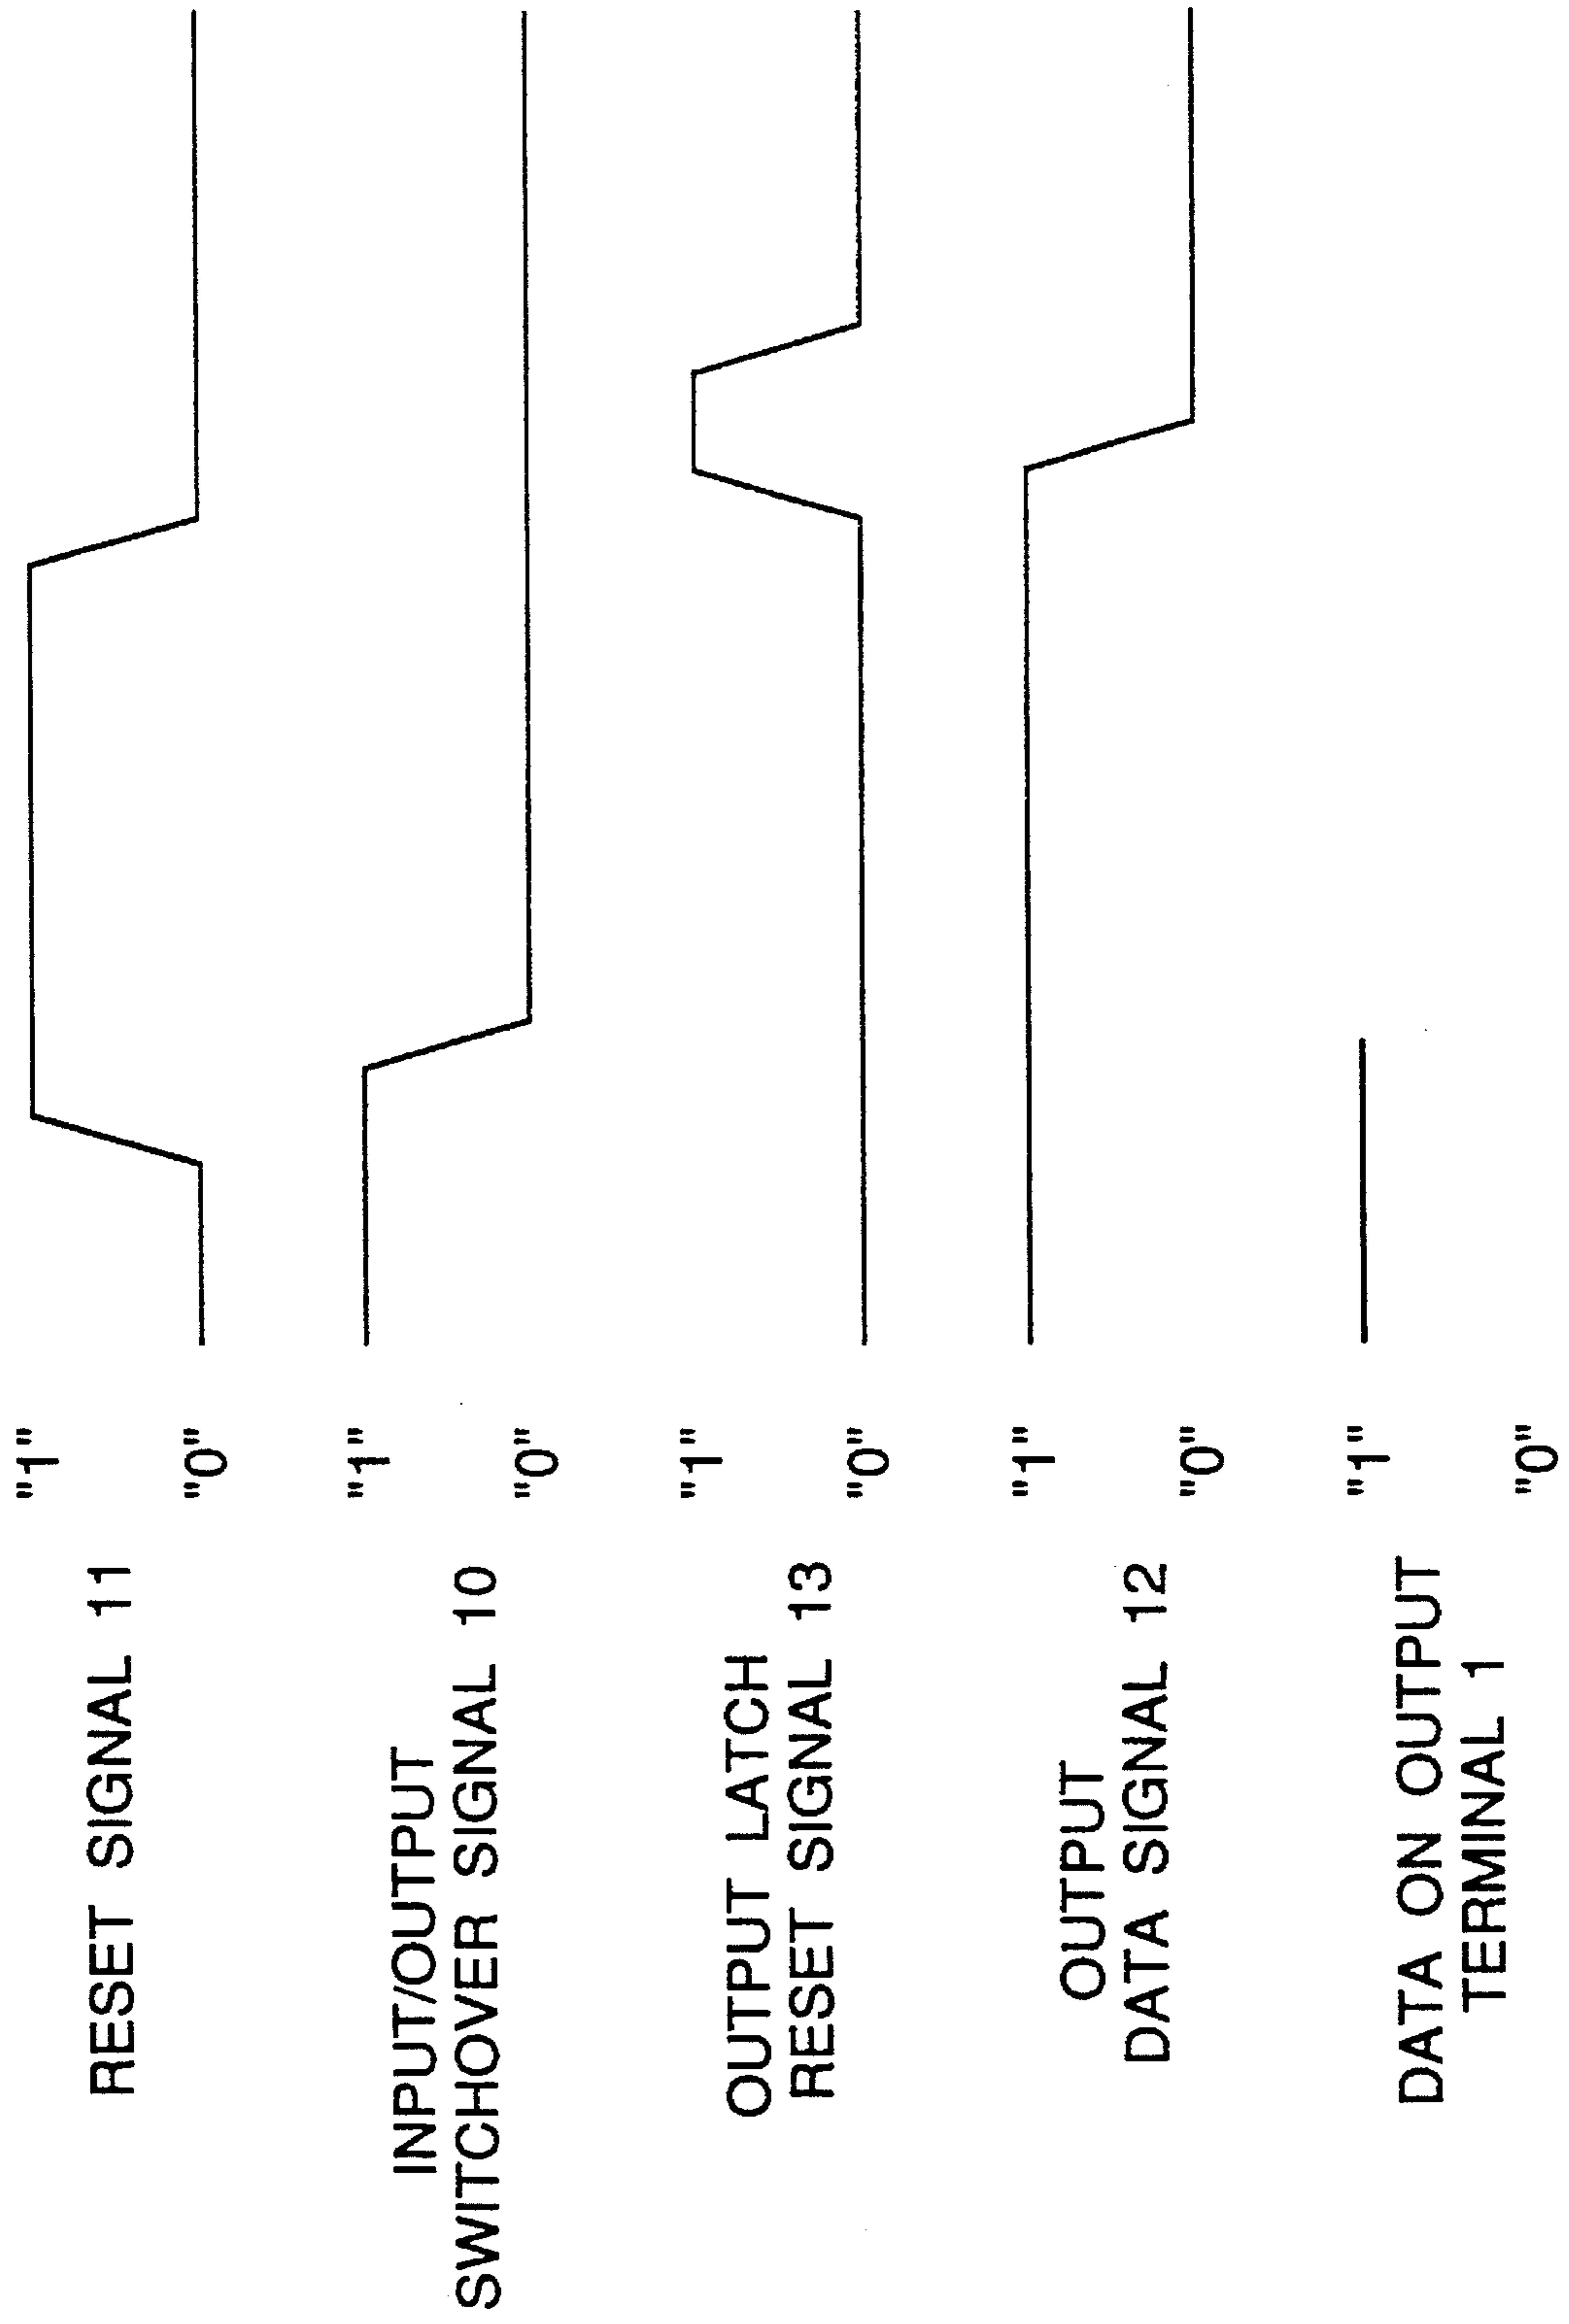 RESET SIGNAL 11
"1"
"0"
INPUT/OUTPUT
SWITCHOVER SIGNAL 10
"1"
"0"
OUTPUT LATCH
RESET SIGNAL 13
"1"
"0"
OUTPUT
DATA SIGNAL 12
"1"
"0"
DATA ON OUTPUT
TERMINAL 1
"1"
"0"